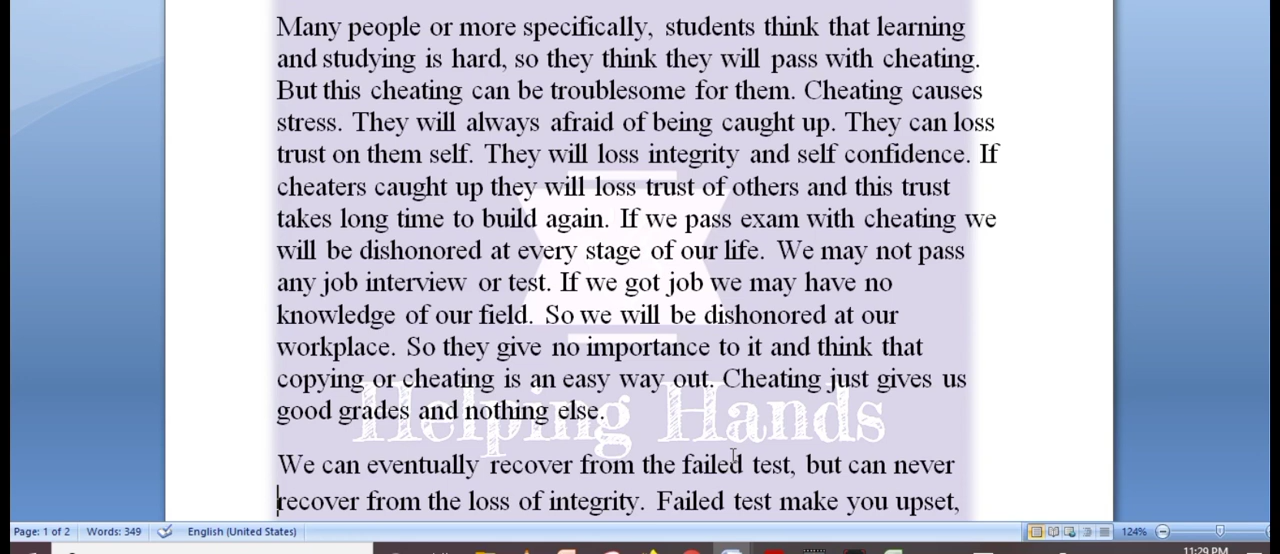 Many people or more specifically, students think that learning
and studying is hard, so they think they will pass with cheating.
But this cheating can be troublesome for them. Cheating causes
stress. They will always afraid of being caught up. They can loss
trust on them self. They will loss integrity and self confidence. If
cheaters caught up they will loss trust of others and this trust
takes long time to build again. If we pass exam with cheating we
will be dishonored at every stage of our life. We may not pass
any job interview or test. If we got job we may have no
knowledge of our field. So we will be dishonored at our
workplace. So they give no importance to it and think that
copying or cheating is an easy way out. Cheating just gives us
good grades and nothing else.
Helping Hands
We can eventually recover from the failed test, but can never
recover from the loss of integrity. Failed test make you upset,
Page: 1 of 2 Words: 349 English (United States) 124%
11:29 PM